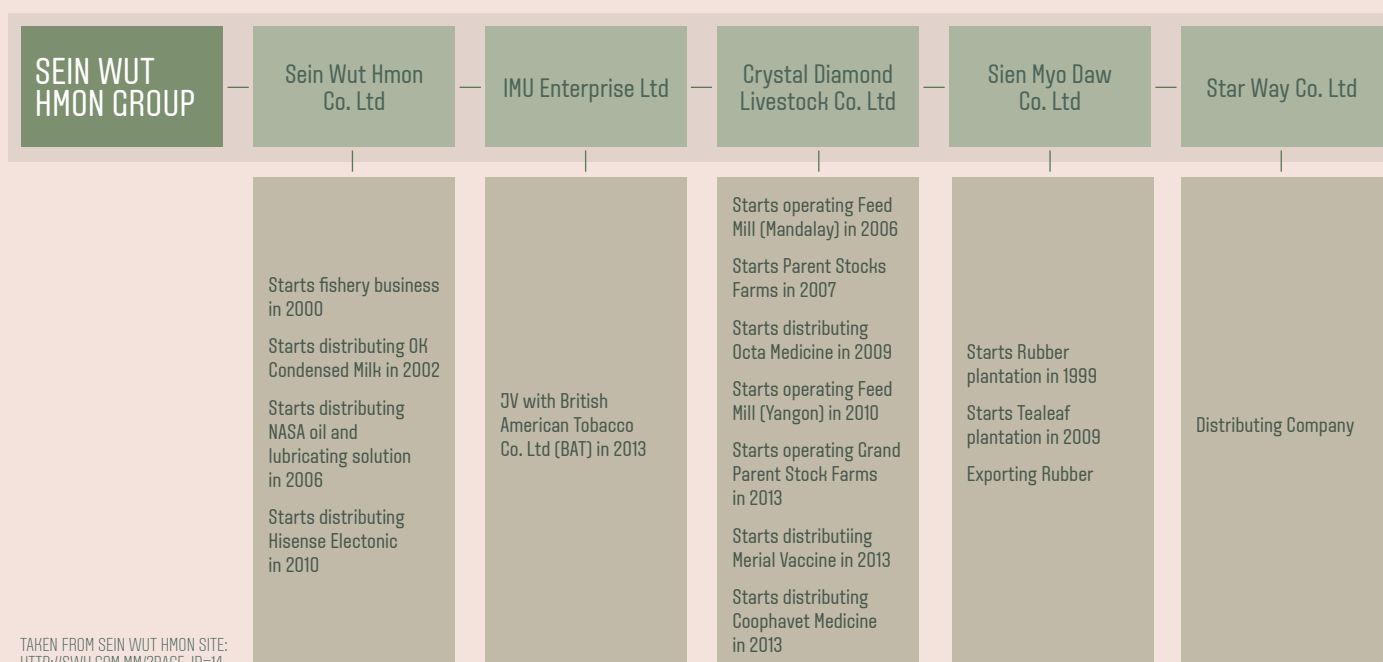 SEIN WUT
HMON GROUP
Sein Wut Hmon
Co. Ltd
IMU Enterprise Ltd
Crystal Diamond
Livestock Co. Ltd
Sien Myo Daw
Co. Ltd
Star Way Co. Ltd
Starts fishery business
in 2000
Starts distributing OK
Condensed Milk in 2002
Starts distributing
NASA oil and
lubricating solution
in 2006
Starts distributing
Hisense Electonic
in 2010
JV with British
American Tobacco
Co. Ltd (BAT) in 2013
Starts operating Feed
Mill (Mandalay) in 2006
Starts Parent Stocks
Farms in 2007
Starts distributing
Octa Medicine in 2009
Starts operating Feed
Mill (Yangon) in 2010
Starts operating Grand
Parent Stock Farms
in 2013
Starts distributiing
Merial Vaccine in 2013
Starts distributing
Coophavet Medicine
in 2013
Starts Rubber
plantation in 1999
Starts Tealeaf
plantation in 2009
Exporting Rubber
Distributing Company
TAKEN FROM SEIN WUT HMON SITE:
HTTP://SWH.COM.MM/?PAGE_ID=14